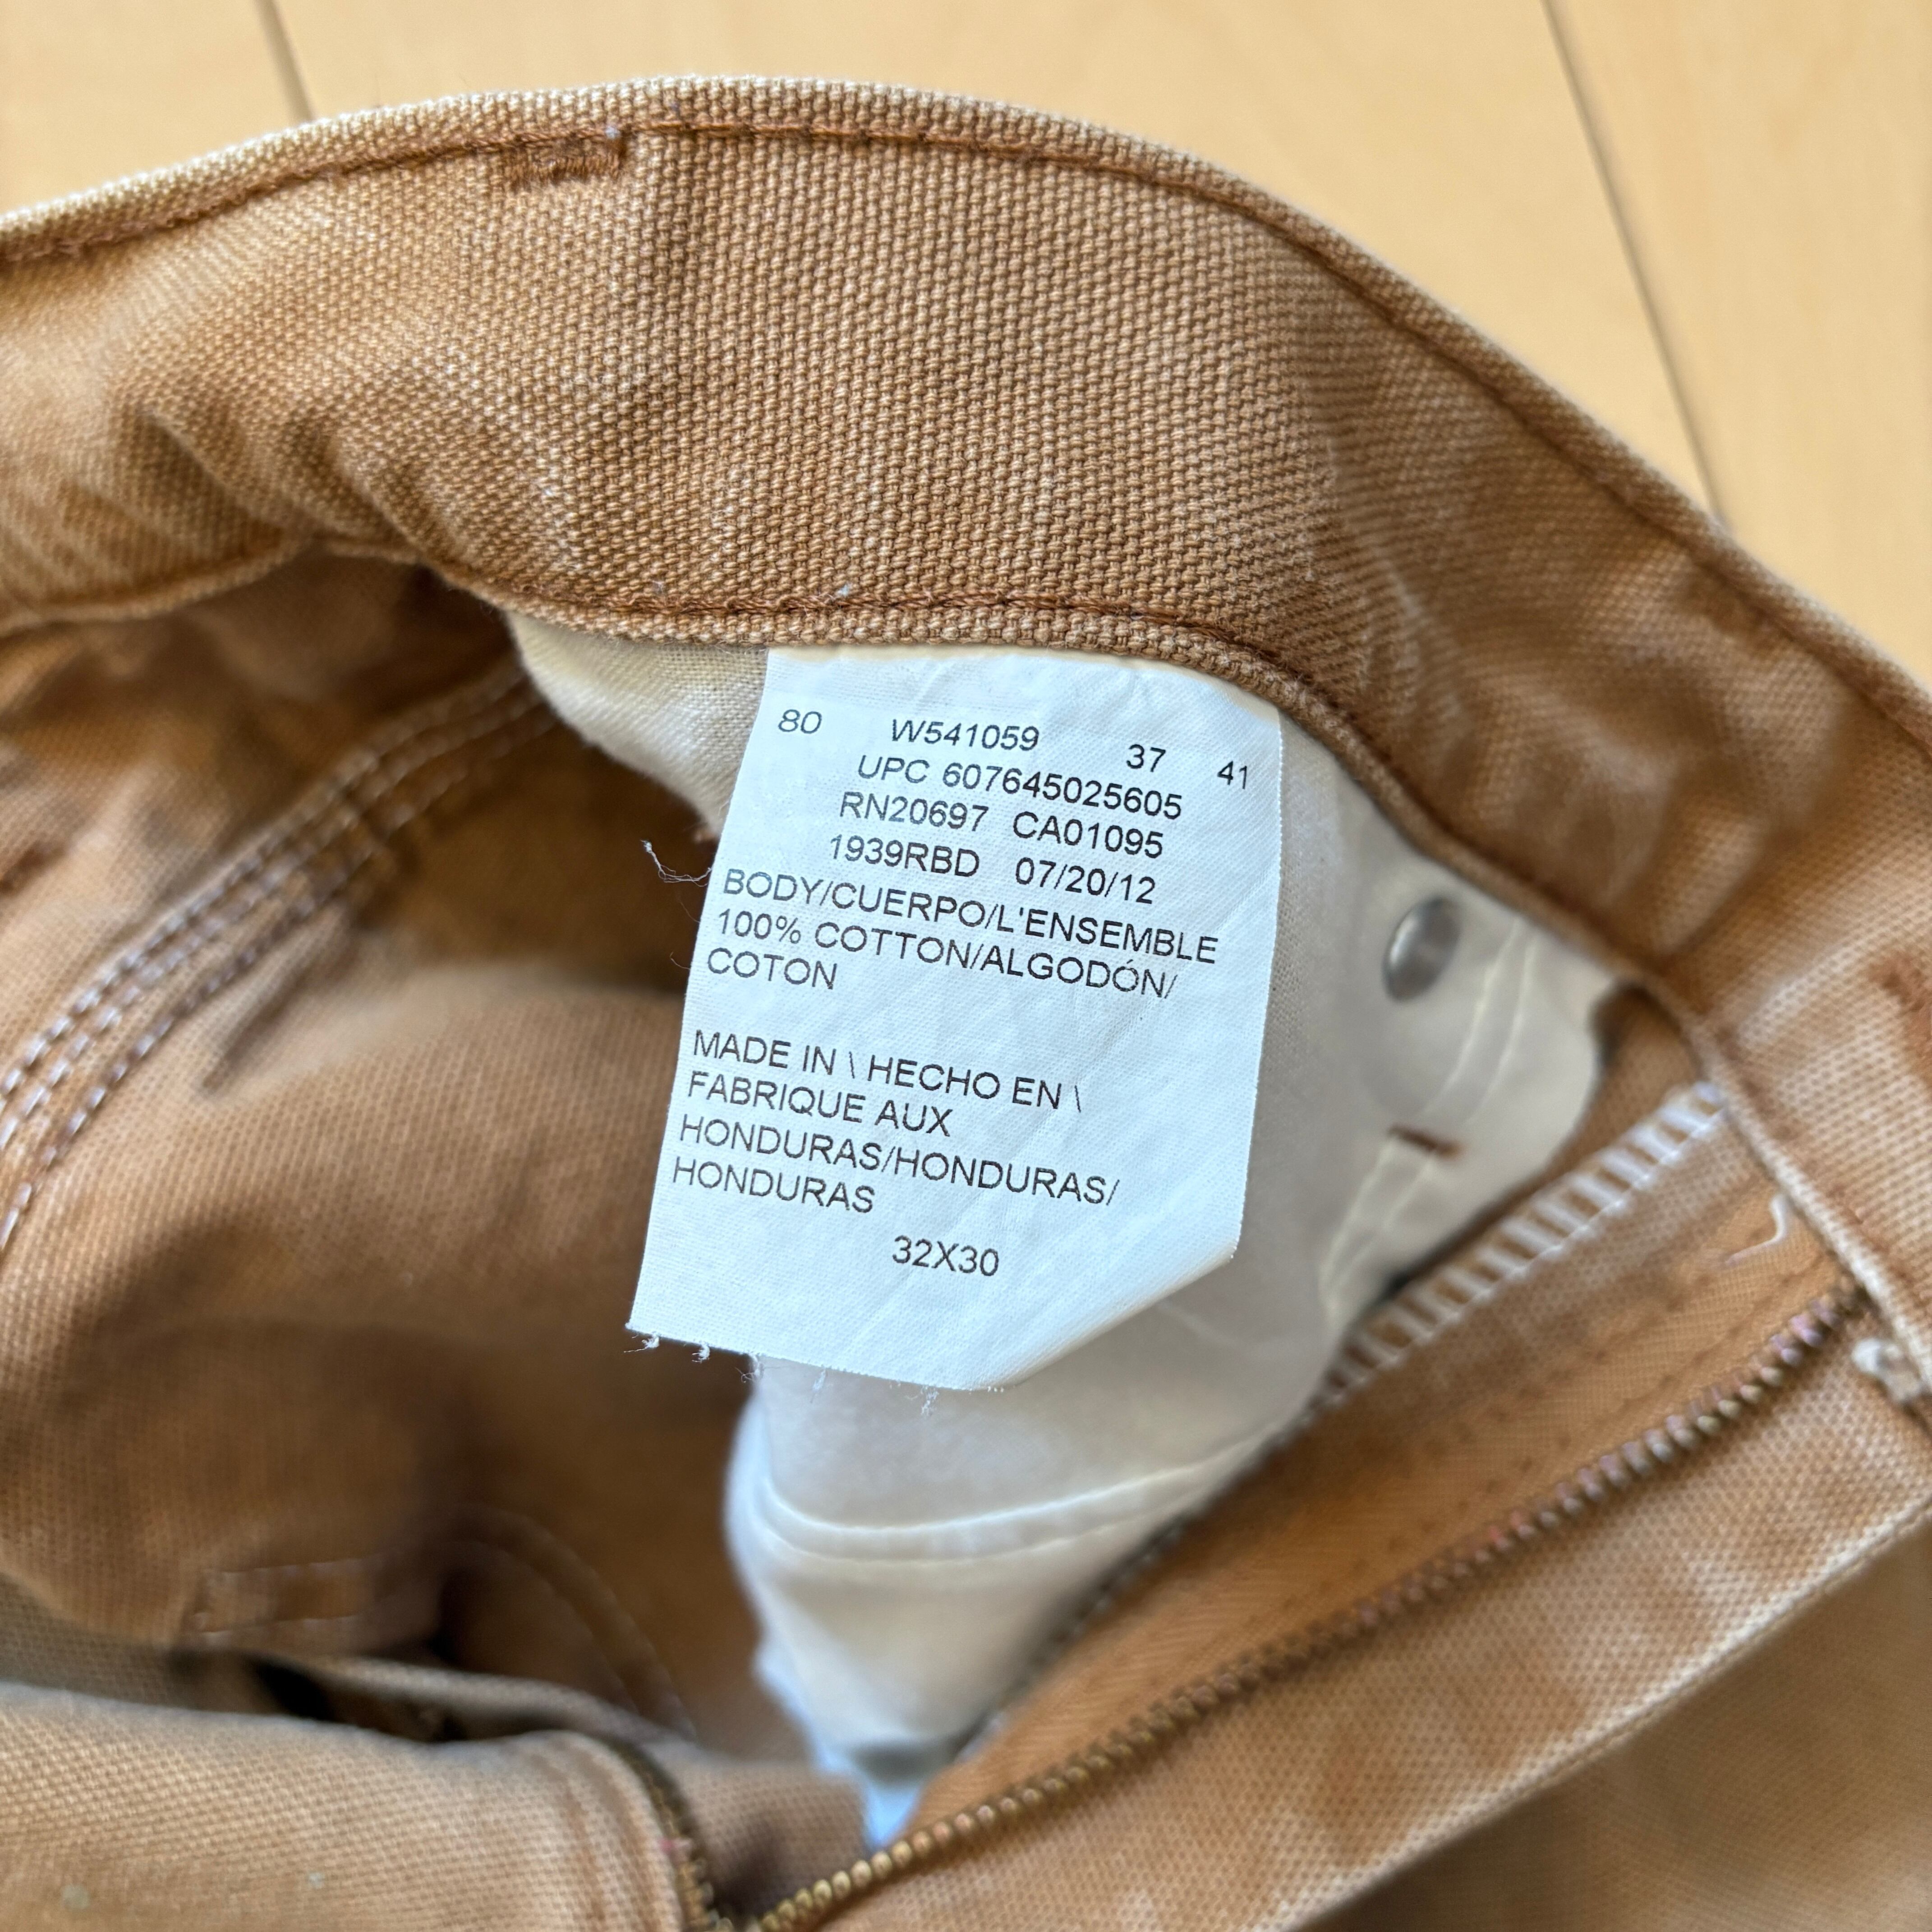 80 W541059 37 41
UPC 607645025605
RN20697 CA01095
1939RBD 07/20/12
BODY/CUERPO/L'ENSEMBLE
100% COTTON/ALGODÓN/
COTON
MADE IN \ HECHO EN \
FABRIQUE AUX
HONDURAS/HONDURAS/
HONDURAS
32X30